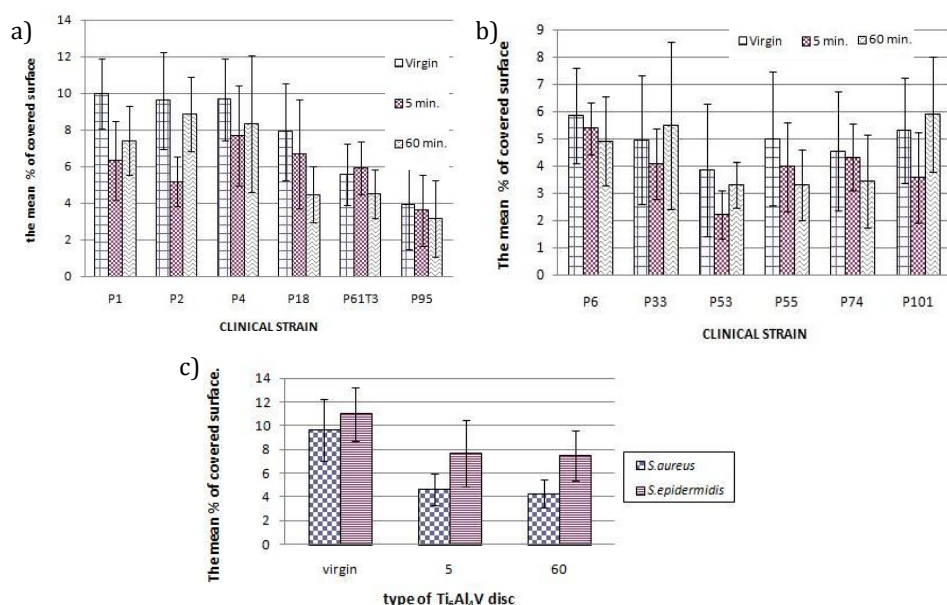 a)
the mean % of covered surface
14
12
10
8
6
4
2
0
Virgin
5 min.
60 min.
P1 P2 P4 P18 P61T3 P95
CLINICAL STRAIN
b)
The mean % of covered surface
9
8
7
6
5
4
3
2
1
0
Virgin 5 min. 60 min.
P6 P33 P53 P55 P74 P101
CLINICAL STRAIN
c)
The mean % of covered surface.
14
12
10
8
6
4
2
0
S.aureus
S.epidermidis
virgin 5 60
type of Ti₆Al₄V disc